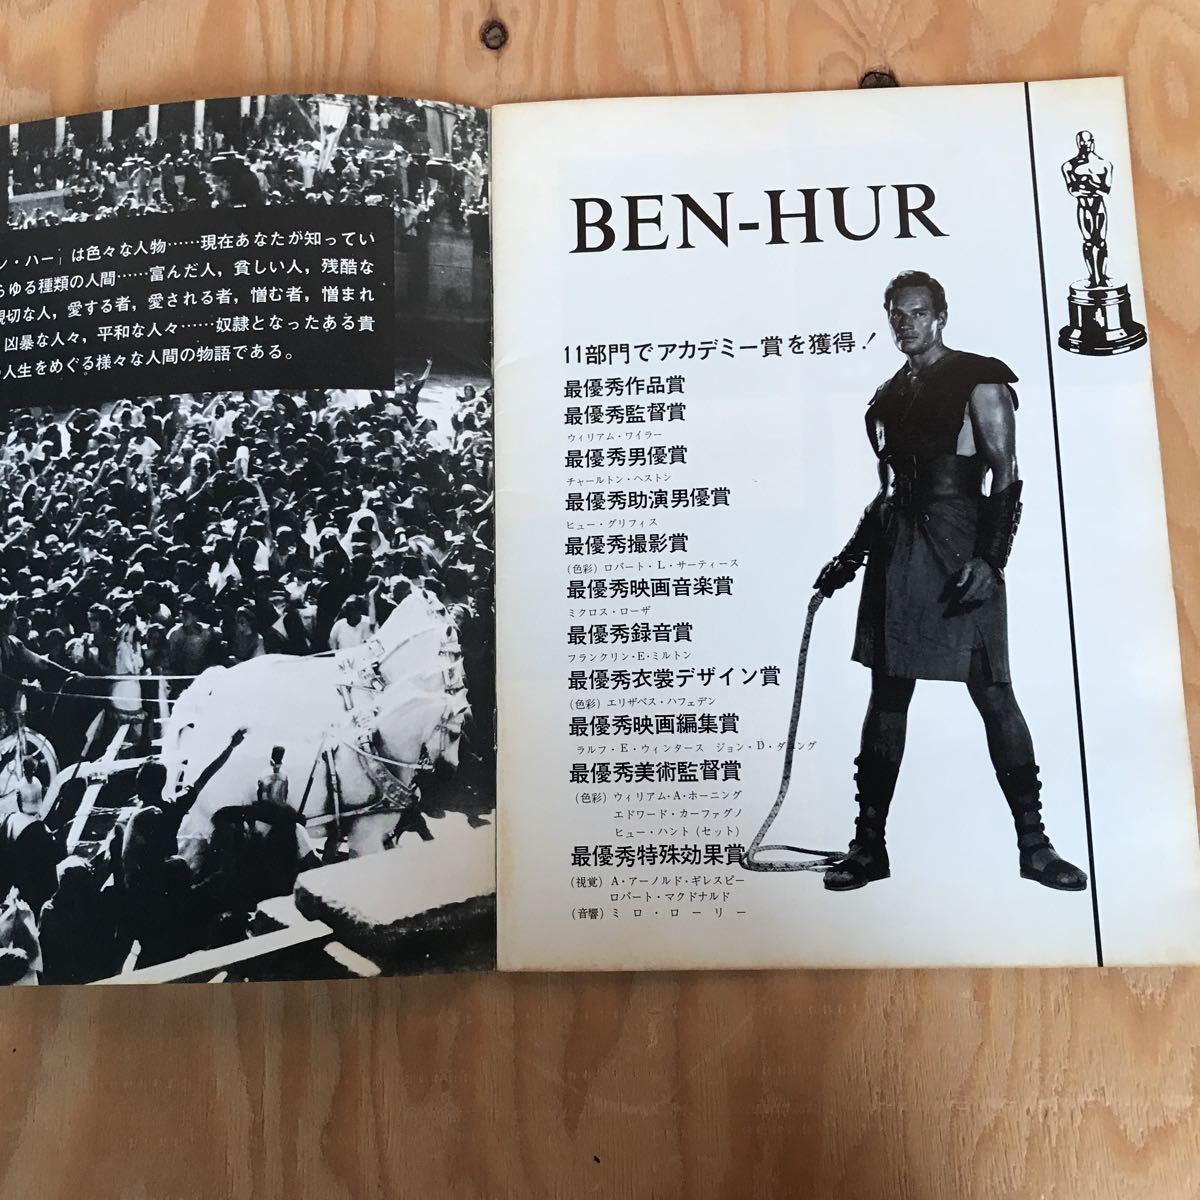 ン・ハー」は色々な人物……現在あなたが知ってい
ゆる種類の人間……富んだ人，貧しい人，残酷な
切な人，愛する者，愛される者，憎む者，憎まれ
凶暴な人々，平和な人々……奴隷となったある貴
人生をめぐる様々な人間の物語である。
BEN-HUR
11部門でアカデミー賞を獲得！
最優秀作品賞
最優秀監督賞
ウィリアム・ワイラー
最優秀男優賞
チャールトン・ヘストン
最優秀助演男優賞
ヒュー・グリフィス
最優秀撮影賞
(色彩) ロバート・L・サーティース
最優秀映画音楽賞
ミクロス・ローザ
最優秀録音賞
フランクリン・E・ミルトン
最優秀衣裳デザイン賞
(色彩) エリザベス・ハフェデン
最優秀映画編集賞
ラルフ・E・ウィンタース ジョン・D・ダニング
最優秀美術監督賞
(色彩) ウィリアム・A・ホーニング
エドワード・カーファグノ
ヒュー・ハント (セット)
最優秀特殊効果賞
(視覚) A・アーノルド・ギレスピー
ロバート・マクドナルド
(音響) ミロ・ローリー